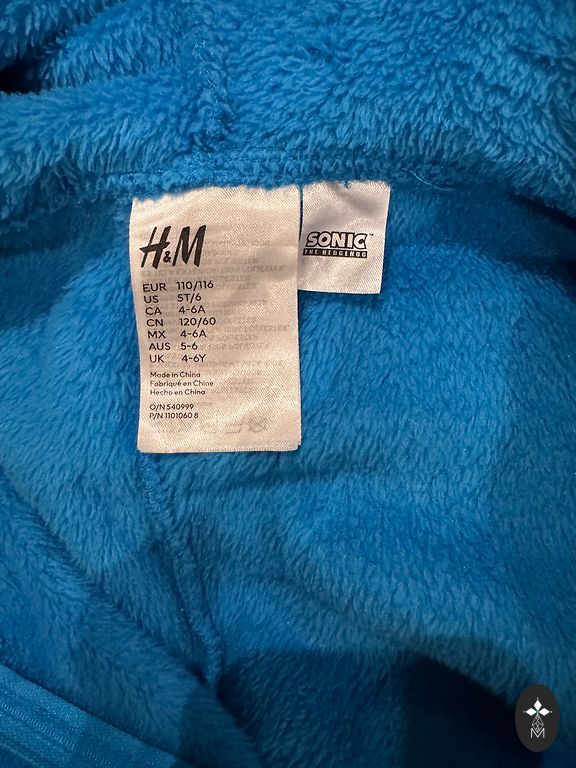 H&M
EUR 110/116
US 5T/6
CA 4-6A
CN 120/60
MX 4-6A
AUS 5-6
UK 4-6Y
Made in China
Fabriqué en Chine
Hecho en China
O/N 540999
P/N 1101060 8
SONIC™
THE HEDGEHOG
M